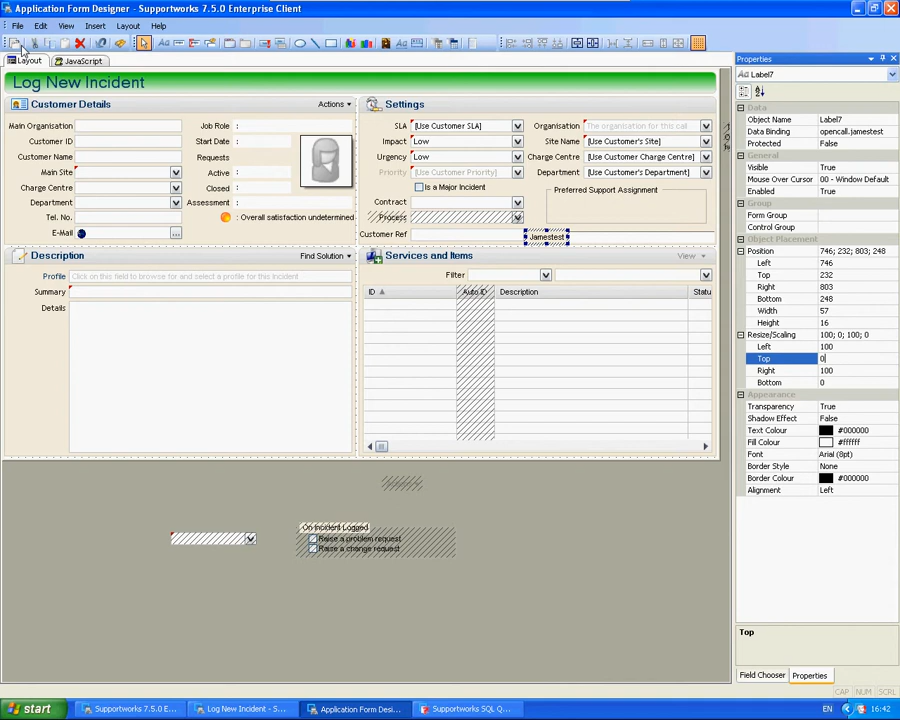 Application Form Designer - Supportworks 7.5.0 Enterprise Client
File Edit View Insert Layout Help
Layout JavaScript
Log New Incident
Customer Details Actions
Main Organisation Job Role :
Customer ID Start Date :
Customer Name Requests
Main Site Active :
Charge Centre Closed :
Department Assessment :
Tel. No. : Overall satisfaction undetermined
E-Mail ...
Settings
SLA [Use Customer SLA] Organisation The organisation for this call
Impact Low Site Name [Use Customer's Site]
Urgency Low Charge Centre [Use Customer Charge Centre]
Priority [Use Customer Priority] Department [Use Customer's Department]
Is a Major Incident Preferred Support Assignment
Contract
Process
Customer Ref Jamestest
Description Find Solution
Profile Click on this field to browse for and select a profile for this incident
Summary
Details
Services and Items View
Filter
ID Auto ID Description Statu
On Incident Logged
Raise a problem request
Raise a change request
Properties
Aa Label7
Data
Object Name Label7
Data Binding opencall.jamestest
Protected False
General
Visible True
Mouse Over Cursor 00 - Window Default
Enabled True
Group
Form Group
Control Group
Object Placement
Position 746; 232; 803; 248
Left 746
Top 232
Right 803
Bottom 248
Width 57
Height 16
Resize/Scaling 100; 0; 100; 0
Left 100
Top 0
Right 100
Bottom 0
Appearance
Transparency True
Shadow Effect False
Text Colour #000000
Fill Colour #ffffff
Font Arial (8pt)
Border Style None
Border Colour #000000
Alignment Left
Top
Field Chooser Properties
CAP NUM SCRL
start Supportworks 7.5.0 E... Log New Incident - S... Application Form Desi... Supportworks SQL Q... EN 16:42